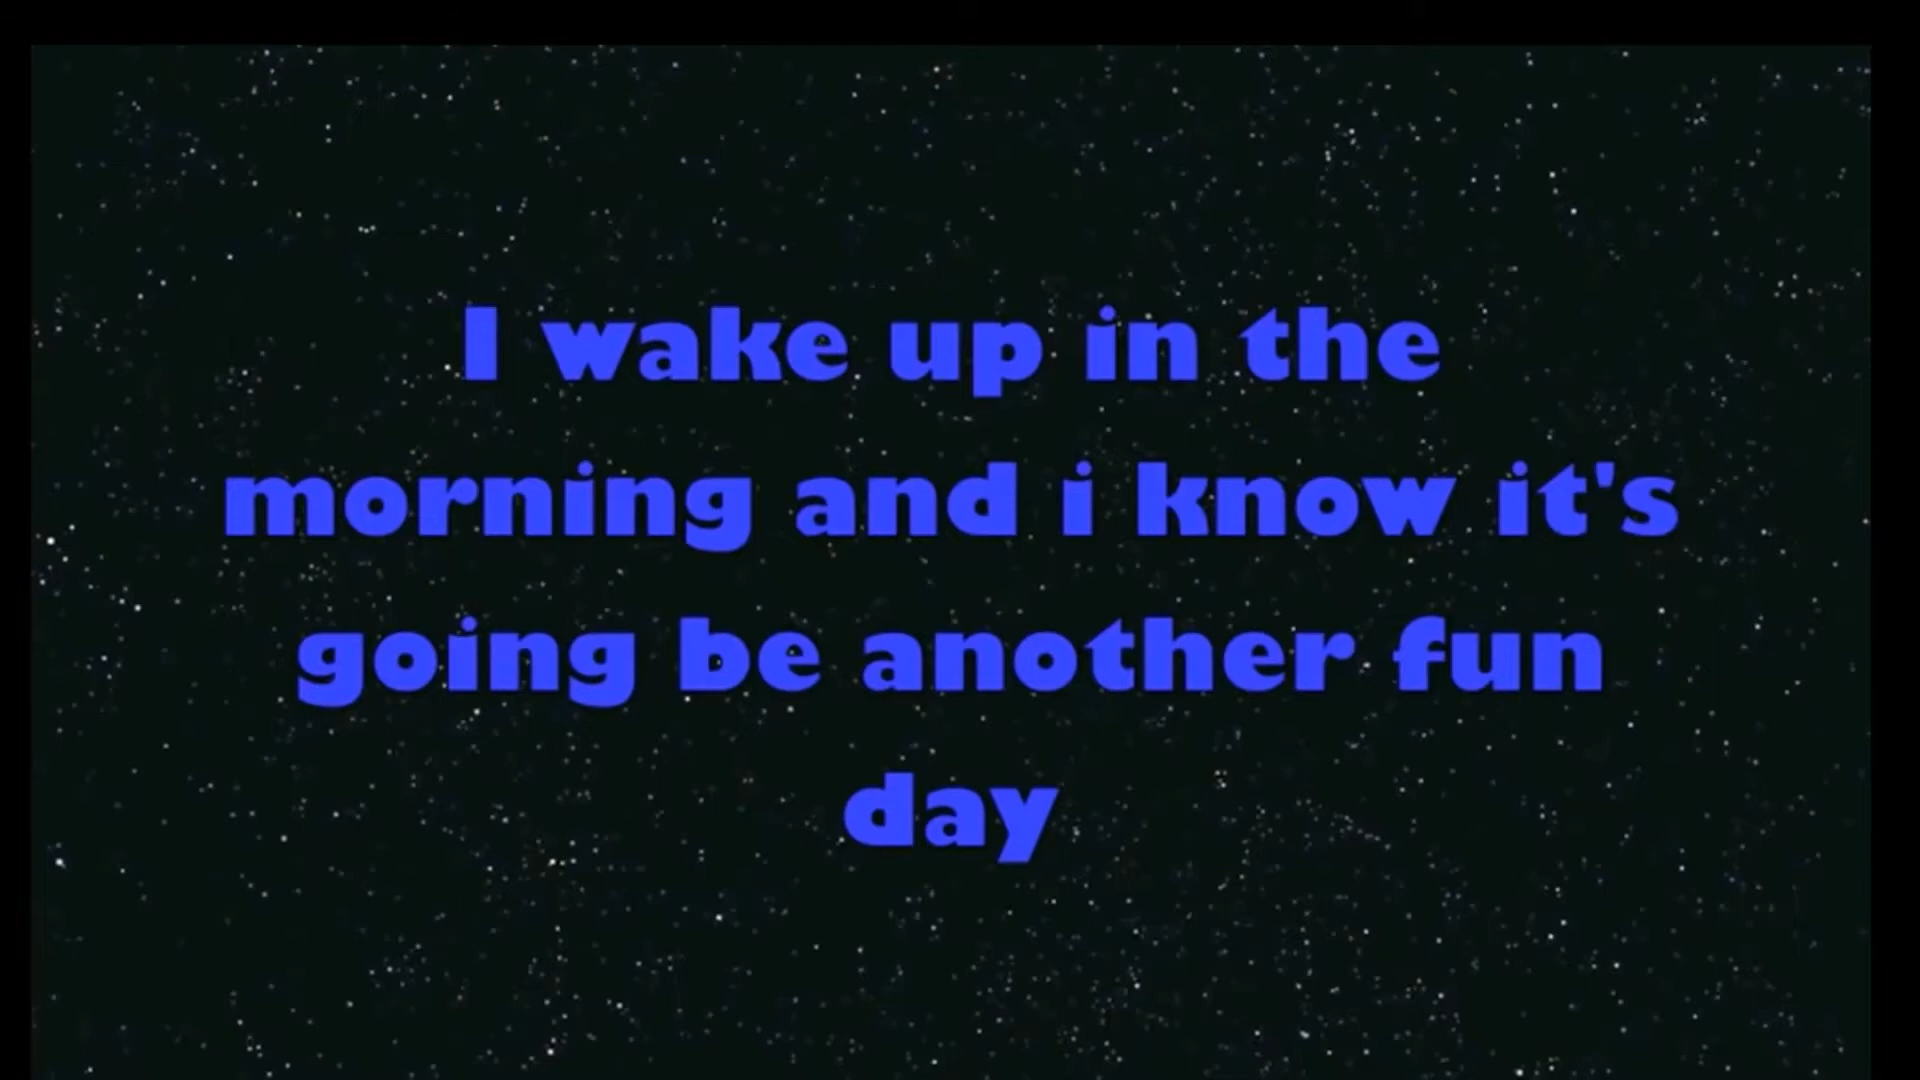 I wake up in the
morning and i know it's
going be another fun
day